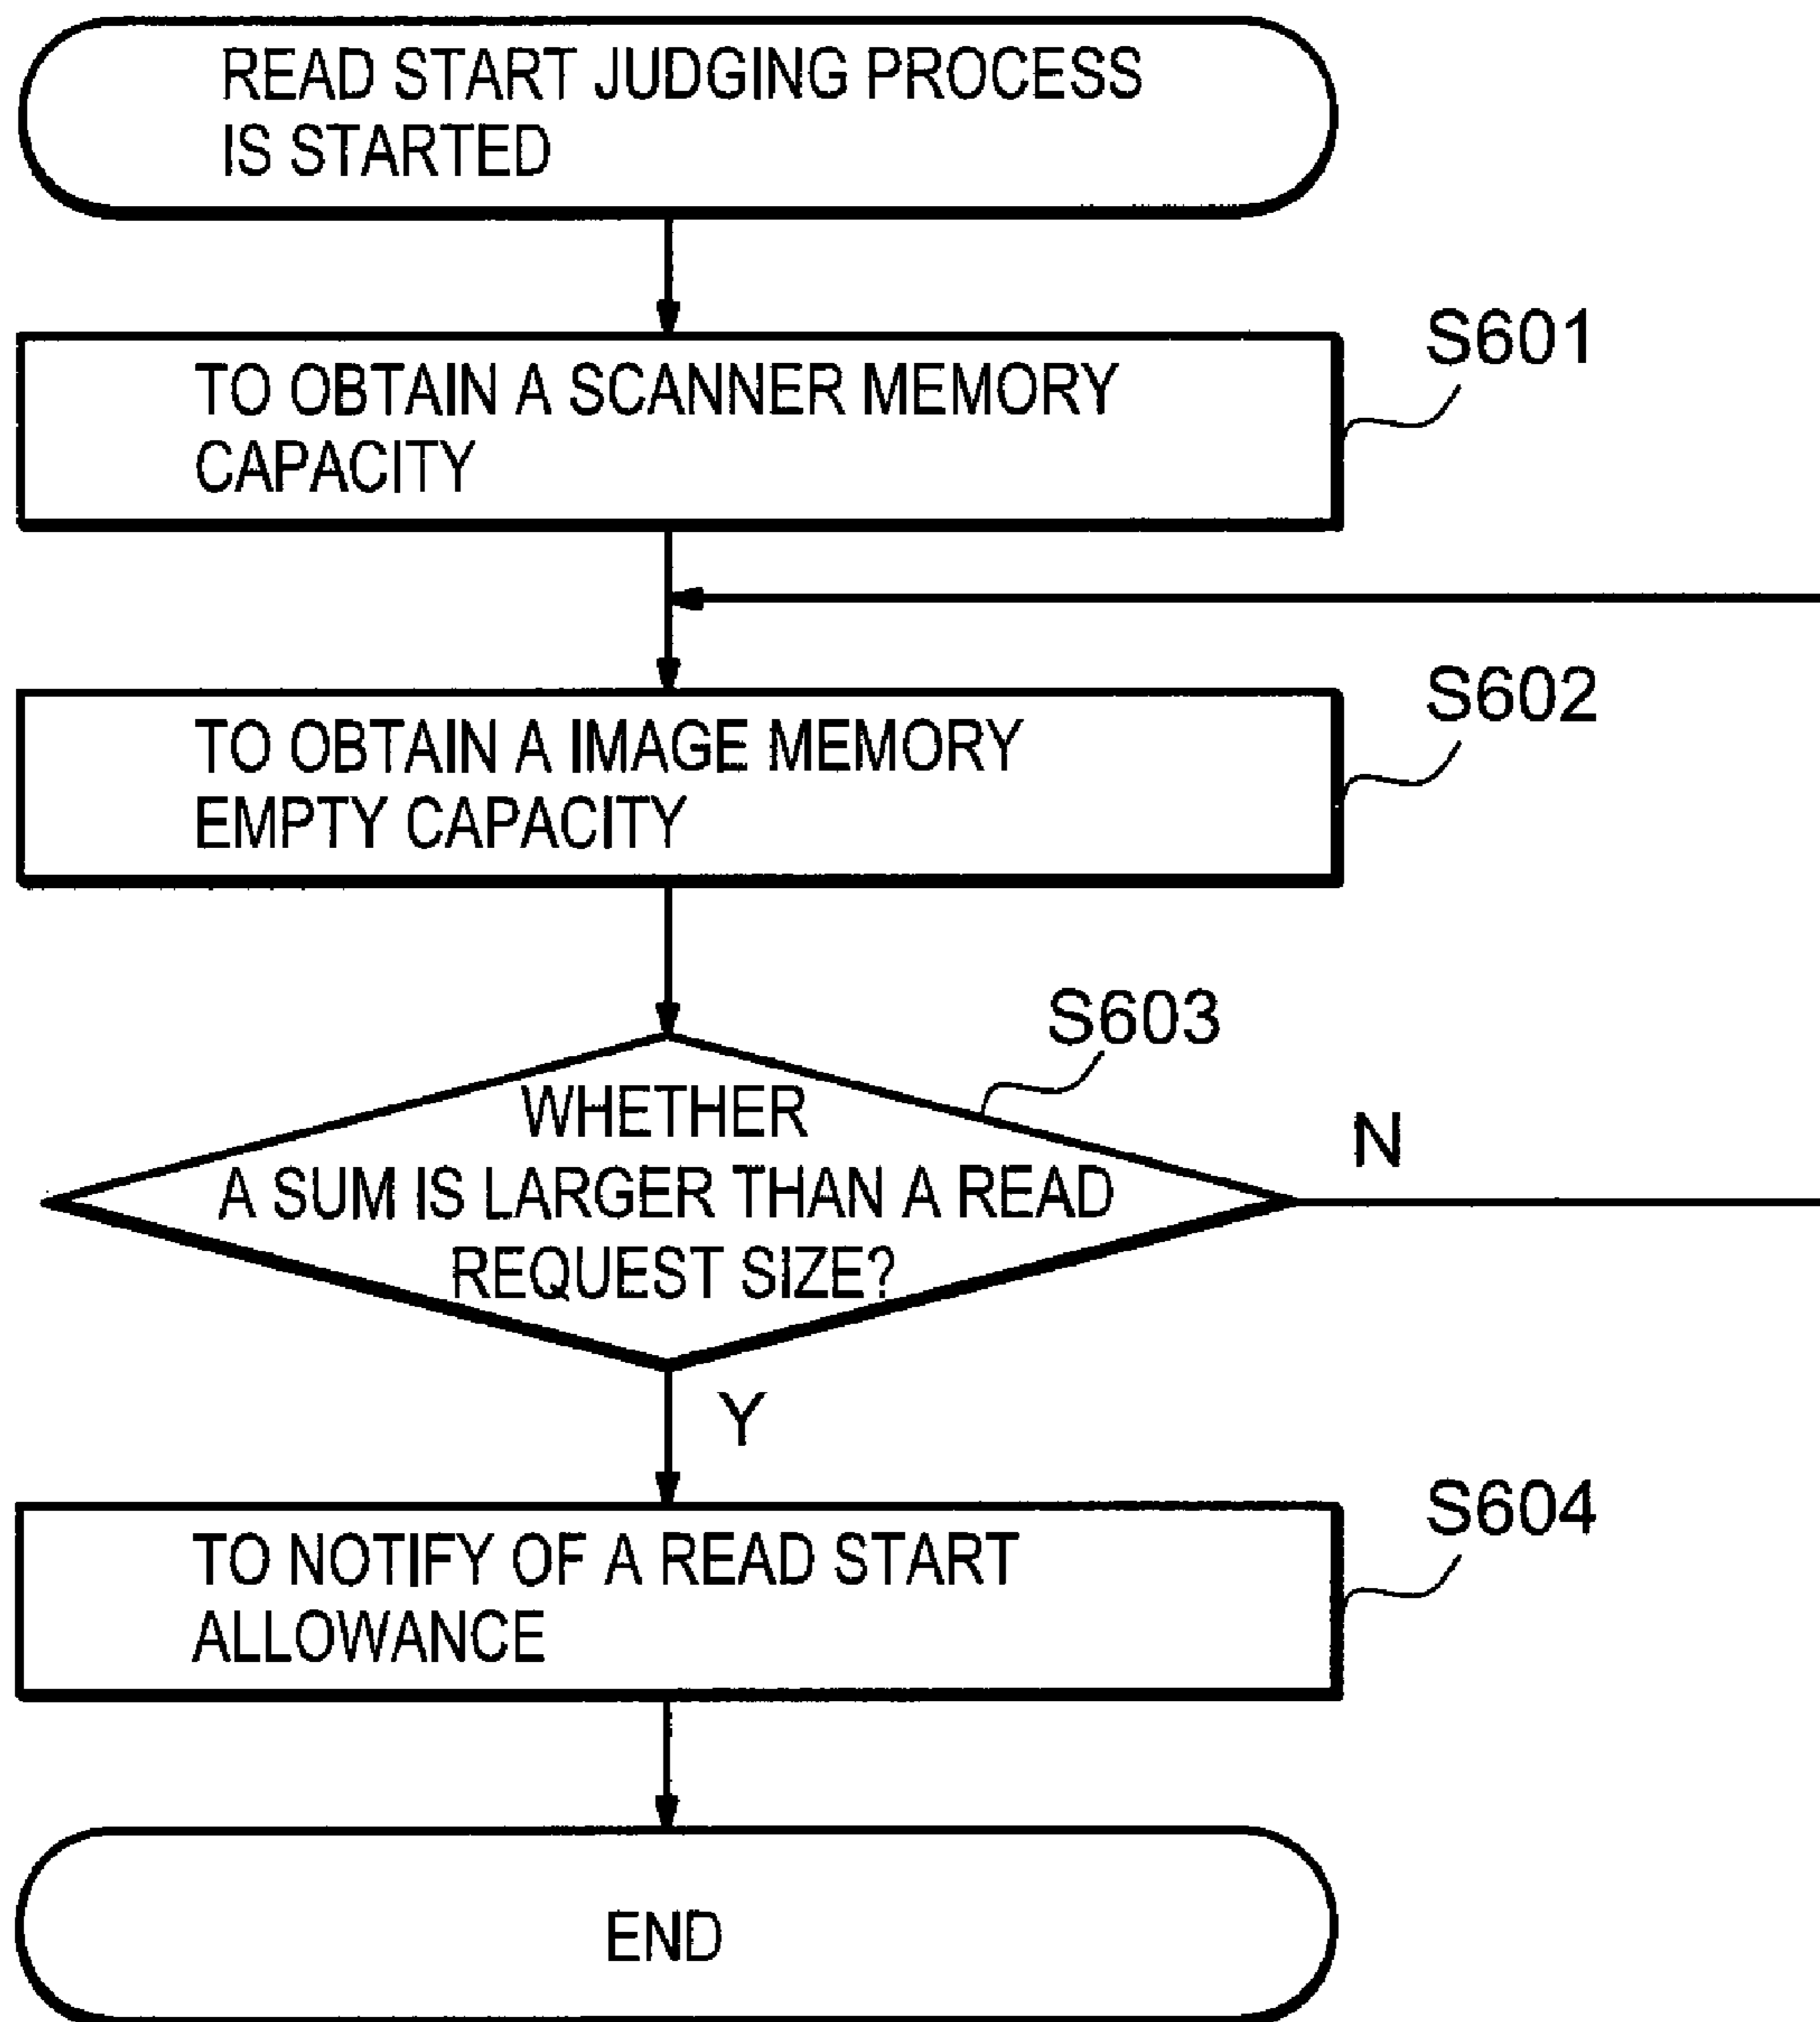 READ START JUDGING PROCESS
IS STARTED
S601
TO OBTAIN A SCANNER MEMORY
CAPACITY
S602
TO OBTAIN A IMAGE MEMORY
EMPTY CAPACITY
S603
WHETHER
A SUM IS LARGER THAN A READ
REQUEST SIZE?
N
Y
S604
TO NOTIFY OF A READ START
ALLOWANCE
END